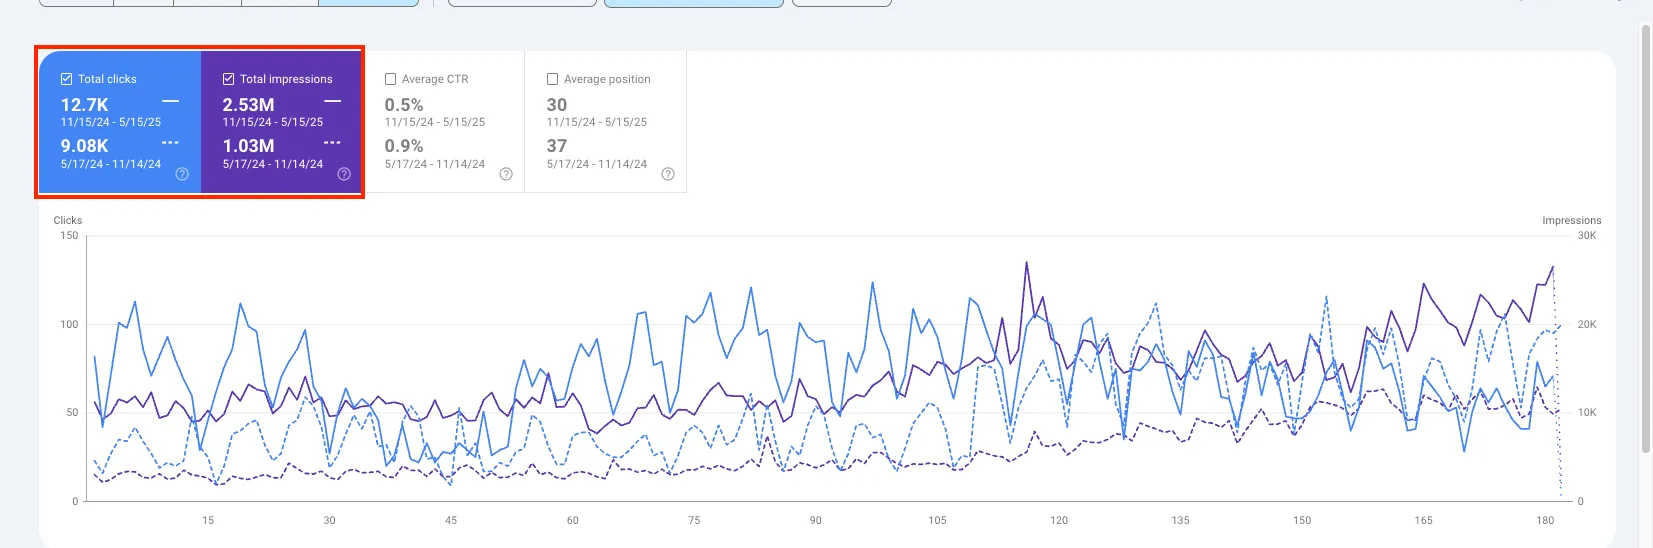 Total clicks
12.7K
11/15/24 - 5/15/25
9.08K
5/17/24 - 11/14/24
Total impressions
2.53M
11/15/24 - 5/15/25
1.03M
5/17/24 - 11/14/24
Average CTR
0.5%
11/15/24 - 5/15/25
0.9%
5/17/24 - 11/14/24
Average position
30
11/15/24 - 5/15/25
37
5/17/24 - 11/14/24
Clicks
Impressions
150
30K
100
20K
50
10K
0
0
15 30 45 60 75 90 105 120 135 150 165 180